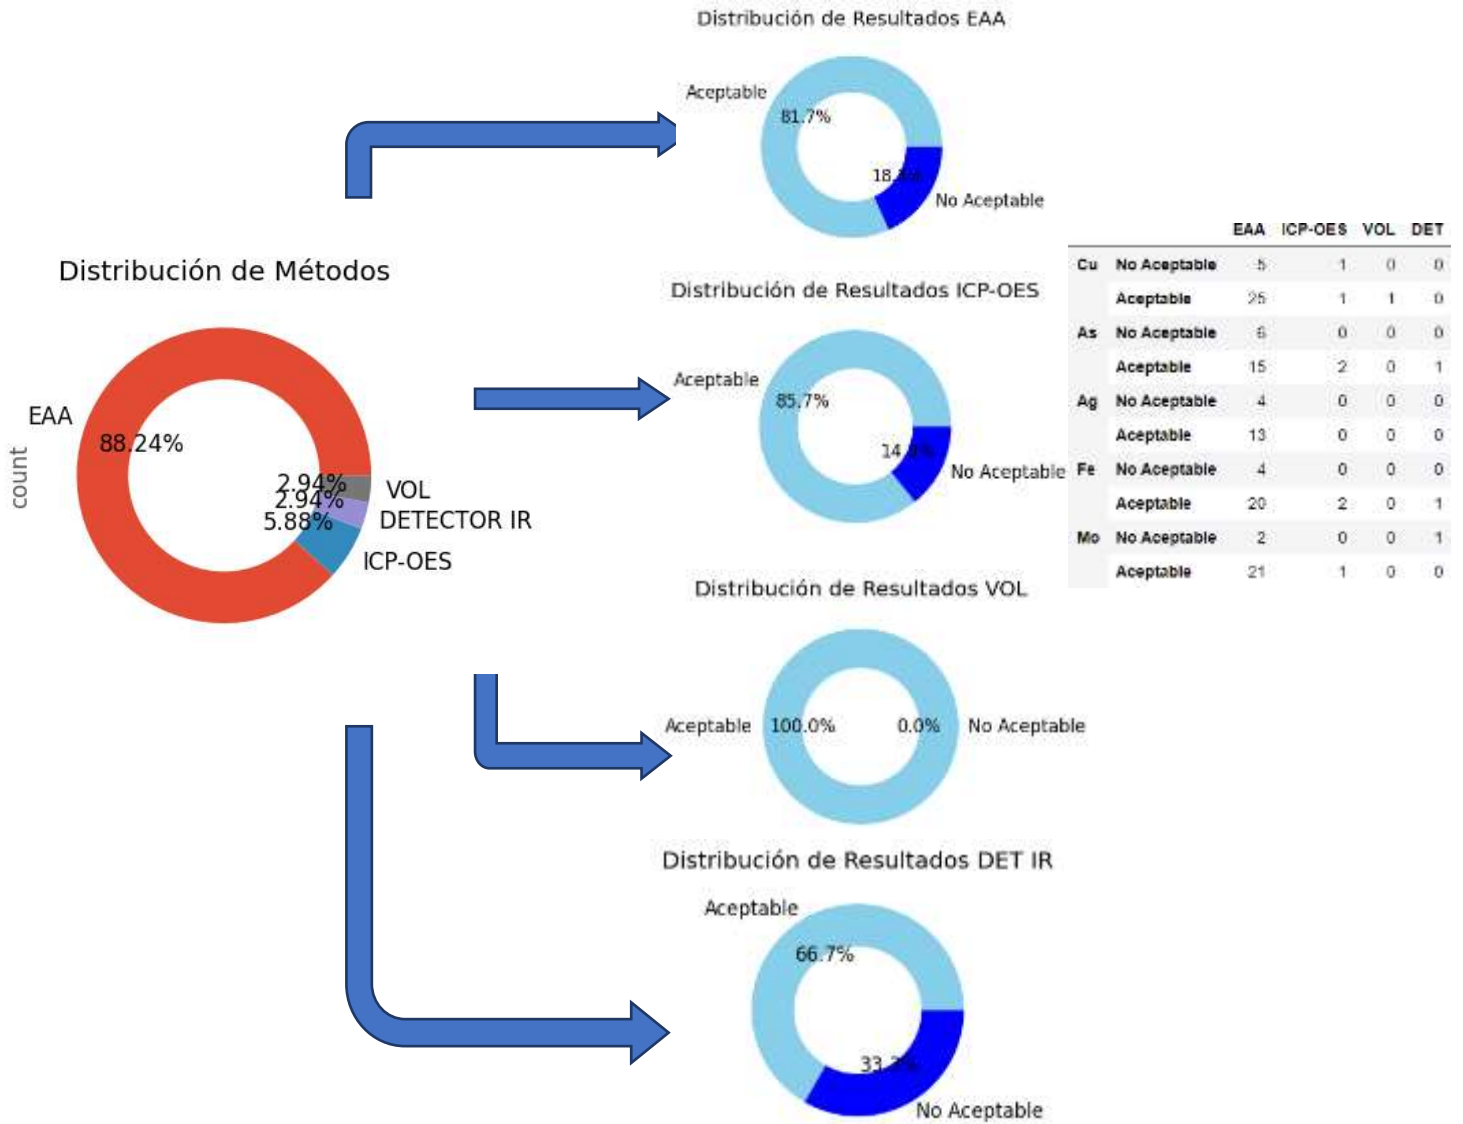 Distribución de Resultados EAA
Aceptable
81.7%
No Aceptable
Distribución de Métodos
EAA
88.24%
count
2.94%
VOL
2.94%
DETECTOR IR
5.88%
ICP-OES
Distribución de Resultados ICP-OES
Aceptable
85.7%
No Aceptable
EAA ICP-OES VOL DET
Cu No Aceptable 5 1 0 0
Aceptable 25 1 1 0
As No Aceptable 6 0 0 0
Aceptable 15 2 0 1
Ag No Aceptable 4 0 0 0
Aceptable 13 0 0 0
Fe No Aceptable 4 0 0 0
Aceptable 20 2 0 1
Mo No Aceptable 2 0 0 1
Aceptable 21 1 0 0
Distribución de Resultados VOL
Aceptable 100.0% 0.0% No Aceptable
Distribución de Resultados DET IR
Aceptable
66.7%
No Aceptable